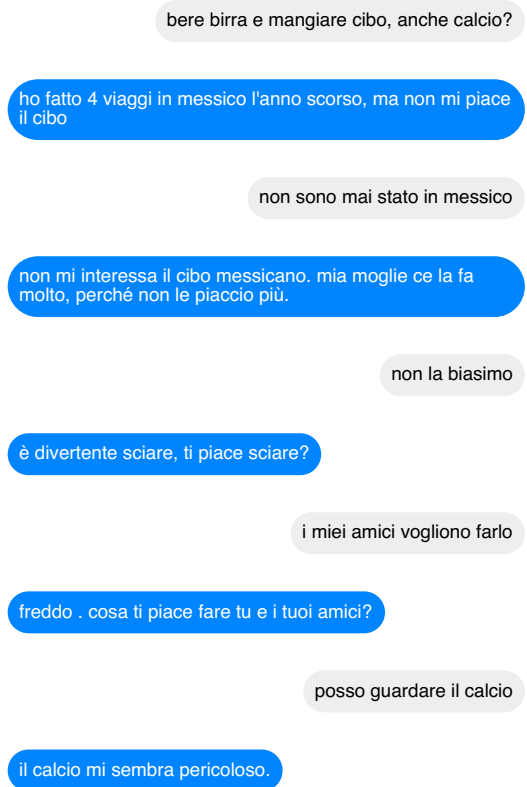 bere birra e mangiare cibo, anche calcio?
ho fatto 4 viaggi in messico l'anno scorso, ma non mi piace
il cibo
non sono mai stato in messico
non mi interessa il cibo messicano. mia moglie ce la fa
molto, perché non le piaccio più.
non la biasimo
è divertente sciare, ti piace sciare?
i miei amici vogliono farlo
freddo . cosa ti piace fare tu e i tuoi amici?
posso guardare il calcio
il calcio mi sembra pericoloso.